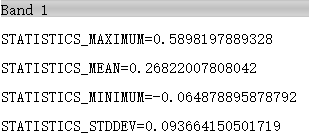 Band 1
STATISTICS_MAXIMUM=0.5898197889328
STATISTICS_MEAN=0.26822007808042
STATISTICS_MINIMUM=-0.064878895878792
STATISTICS_STDDEV=0.093664150501719